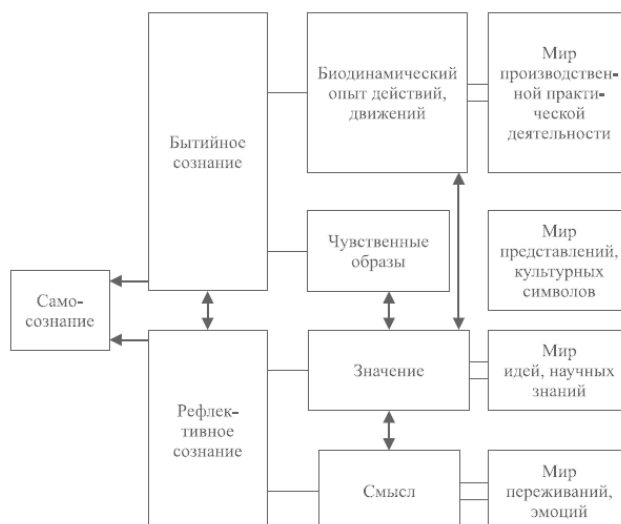 Бытийное
сознание
Биодинамический
опыт действий,
движений
Мир
производствен-
ной практи-
ческой
деятельности
Чувственные
образы
Мир
представлений,
культурных
символов
Само-
сознание
Рефлек-
тивное
сознание
Значение
Мир
идей, научных
знаний
Смысл
Мир
переживаний,
эмоций